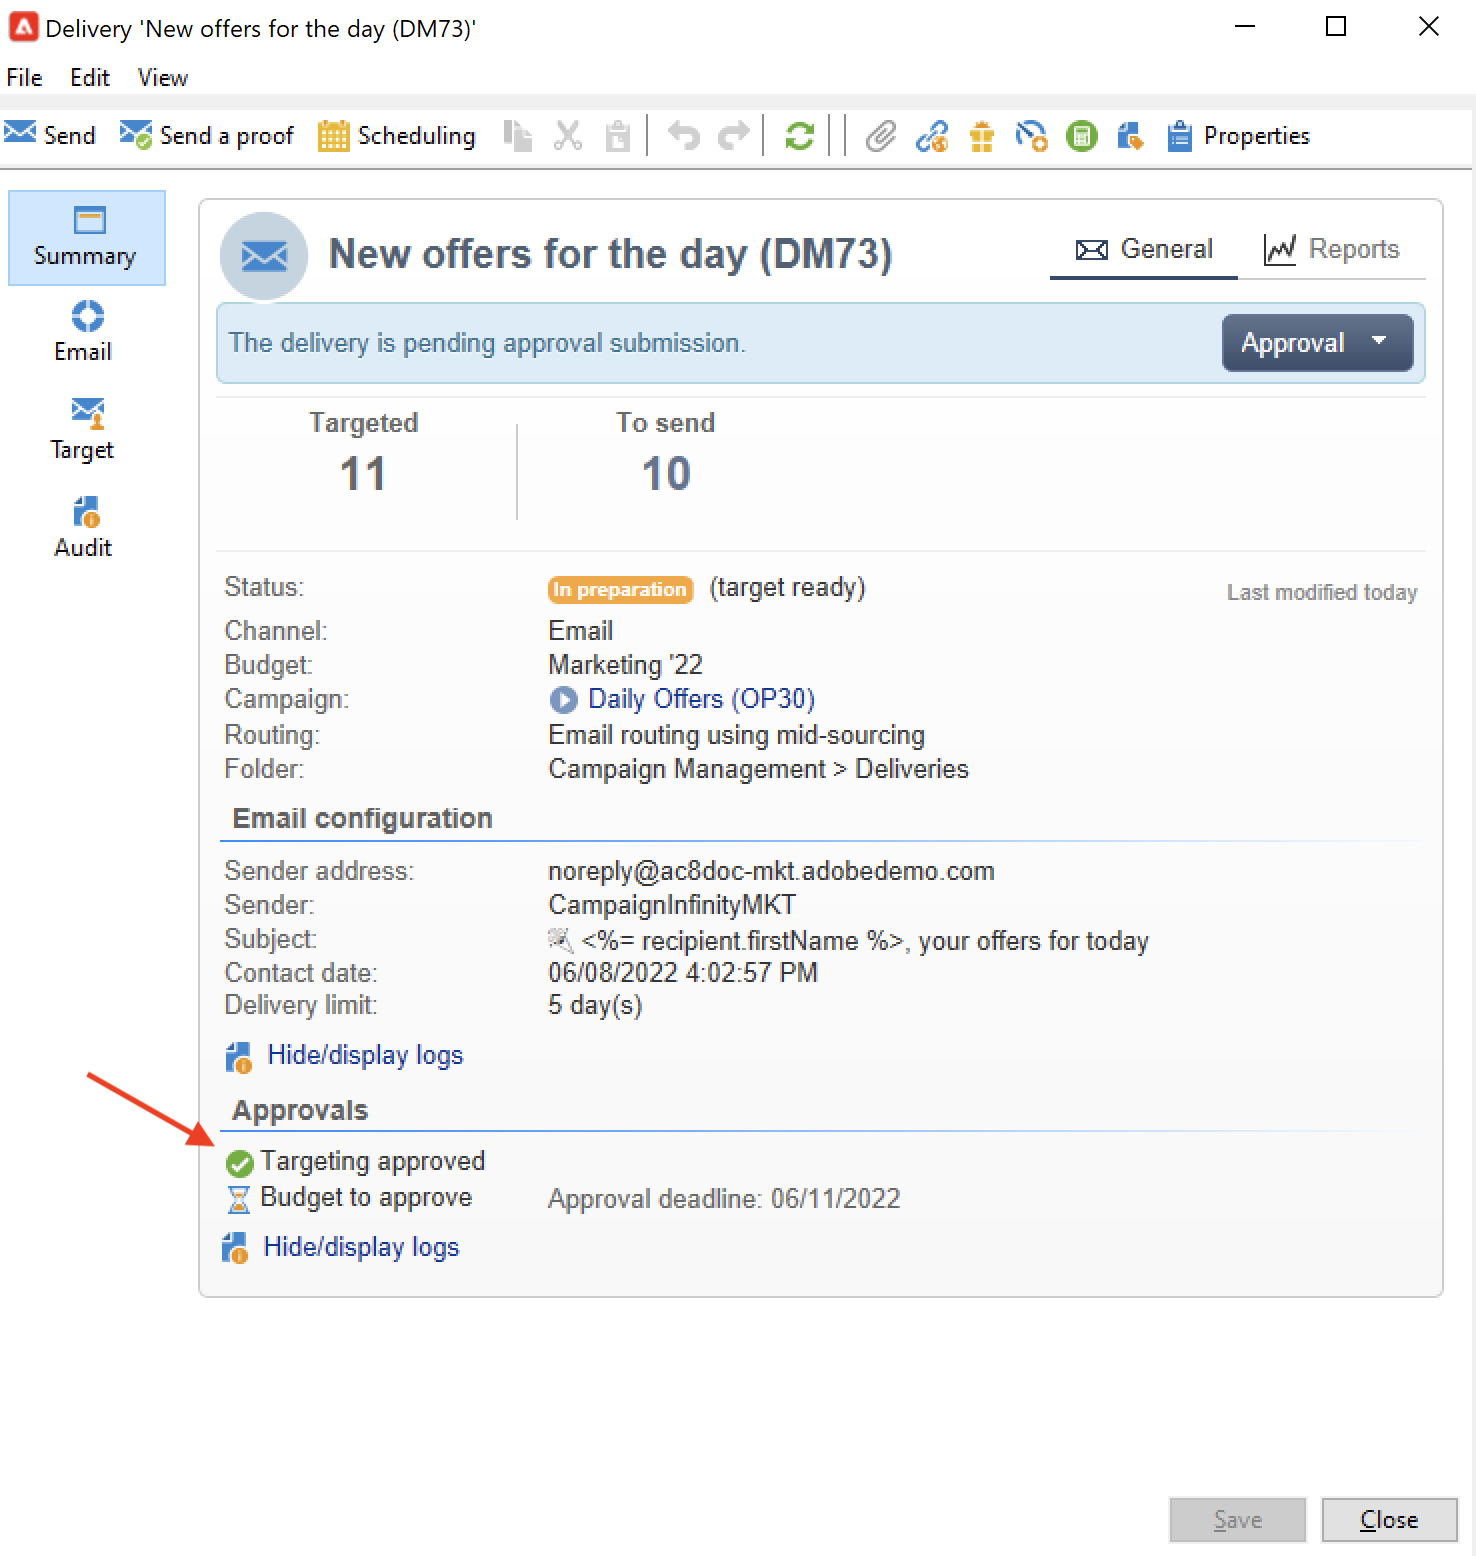 Delivery 'New offers for the day (DM73)'
File Edit View
Send Send a proof Scheduling Properties
Summary
Email
Target
Audit
New offers for the day (DM73) General Reports
The delivery is pending approval submission. Approval
Targeted To send
11 10
Status: In preparation (target ready) Last modified today
Channel: Email
Budget: Marketing '22
Campaign: Daily Offers (OP30)
Routing: Email routing using mid-sourcing
Folder: Campaign Management > Deliveries
Email configuration
Sender address: noreply@ac8doc-mkt.adobedemo.com
Sender: CampaignInfinityMKT
Subject: <%= recipient.firstName %>, your offers for today
Contact date: 06/08/2022 4:02:57 PM
Delivery limit: 5 day(s)
Hide/display logs
Approvals
Targeting approved
Budget to approve Approval deadline: 06/11/2022
Hide/display logs
Save Close